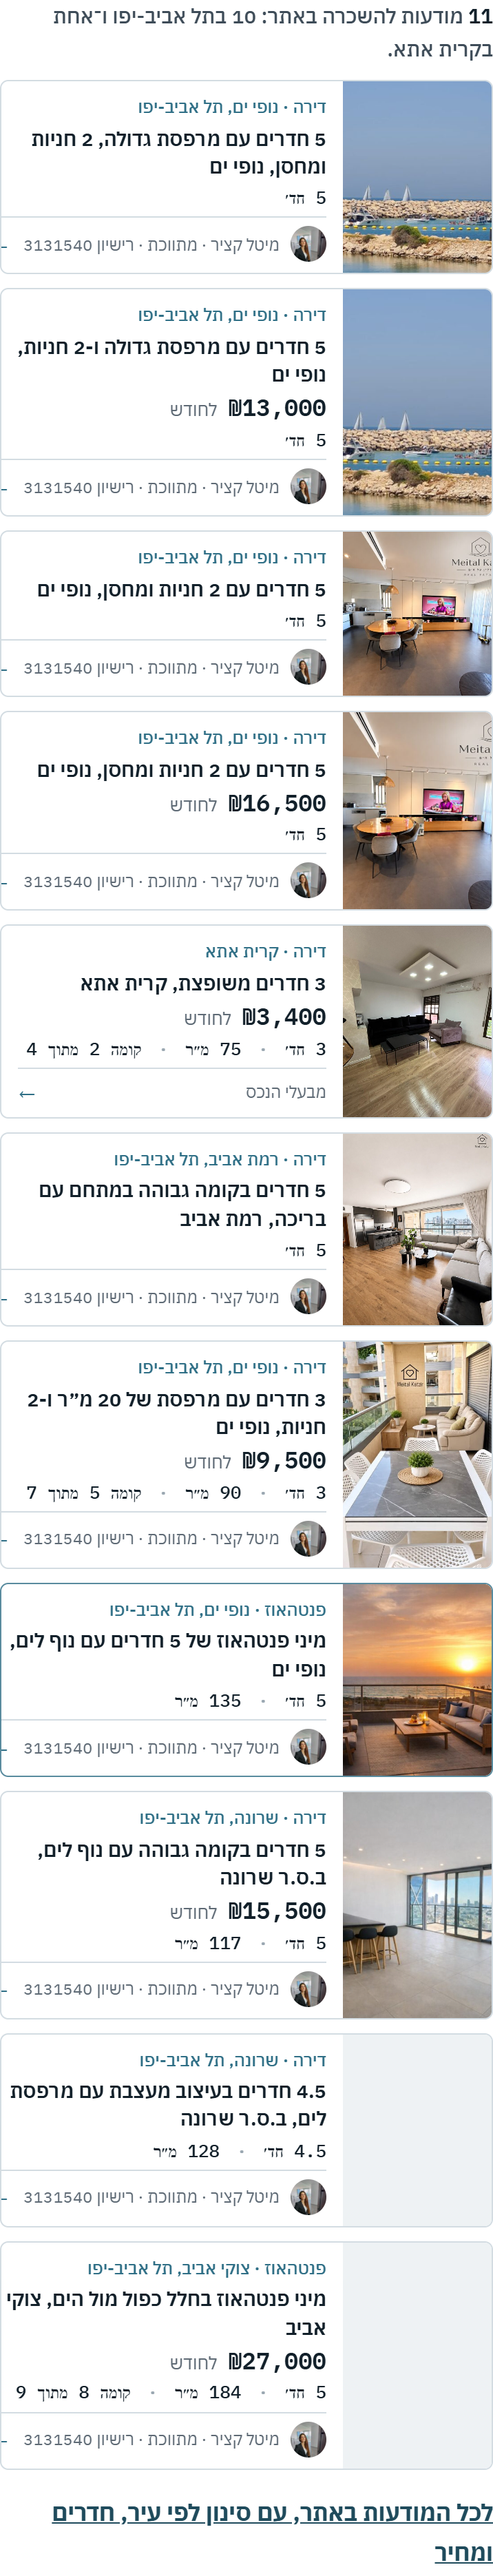 11 מודעות להשכרה באתר: 10 בתל אביב-יפו ו־אחת
בקרית אתא.
דירה · נופי ים, תל אביב-יפו
5 חדרים עם מרפסת גדולה, 2 חניות
ומחסן, נופי ים
5 חד׳
מיטל קציר · מתווכת · רישיון 3131540
דירה · נופי ים, תל אביב-יפו
5 חדרים עם מרפסת גדולה ו-2 חניות,
נופי ים
₪13,000 לחודש
5 חד׳
מיטל קציר · מתווכת · רישיון 3131540
Meital Ka
דירה · נופי ים, תל אביב-יפו
5 חדרים עם 2 חניות ומחסן, נופי ים
5 חד׳
מיטל קציר · מתווכת · רישיון 3131540
Meita
דירה · נופי ים, תל אביב-יפו
5 חדרים עם 2 חניות ומחסן, נופי ים
₪16,500 לחודש
5 חד׳
מיטל קציר · מתווכת · רישיון 3131540
דירה · קרית אתא
3 חדרים משופצת, קרית אתא
₪3,400 לחודש
3 חד׳ · 75 מ״ר · קומה 2 מתוך 4
מבעלי הנכס ←
דירה · רמת אביב, תל אביב-יפו
5 חדרים בקומה גבוהה במתחם עם
בריכה, רמת אביב
5 חד׳
מיטל קציר · מתווכת · רישיון 3131540
Meital Katzir
דירה · נופי ים, תל אביב-יפו
3 חדרים עם מרפסת של 20 מ״ר ו-2
חניות, נופי ים
₪9,500 לחודש
3 חד׳ · 90 מ״ר · קומה 5 מתוך 7
מיטל קציר · מתווכת · רישיון 3131540
פנטהאוז · נופי ים, תל אביב-יפו
מיני פנטהאוז של 5 חדרים עם נוף לים,
נופי ים
5 חד׳ · 135 מ״ר
מיטל קציר · מתווכת · רישיון 3131540
דירה · שרונה, תל אביב-יפו
5 חדרים בקומה גבוהה עם נוף לים,
ב.ס.ר שרונה
₪15,500 לחודש
5 חד׳ · 117 מ״ר
מיטל קציר · מתווכת · רישיון 3131540
דירה · שרונה, תל אביב-יפו
4.5 חדרים בעיצוב מעצבת עם מרפסת
לים, ב.ס.ר שרונה
4.5 חד׳ · 128 מ״ר
מיטל קציר · מתווכת · רישיון 3131540
פנטהאוז · צוקי אביב, תל אביב-יפו
מיני פנטהאוז בחלל כפול מול הים, צוקי
אביב
₪27,000 לחודש
5 חד׳ · 184 מ״ר · קומה 8 מתוך 9
מיטל קציר · מתווכת · רישיון 3131540
לכל המודעות באתר, עם סינון לפי עיר, חדרים
ומחיר